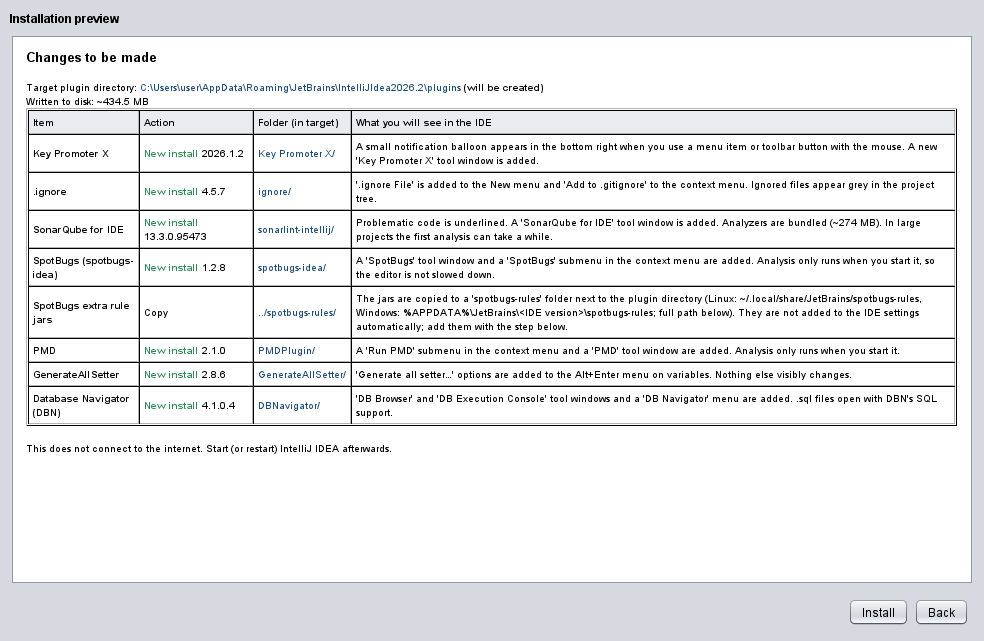 Installation preview
Changes to be made
Target plugin directory: C:\Users\user\AppData\Roaming\JetBrains\IntelliJIdea2026.2\plugins (will be created)
Written to disk: ~434.5 MB
Item Action Folder (in target) What you will see in the IDE
Key Promoter X New install 2026.1.2 Key Promoter X/ A small notification balloon appears in the bottom right when you use a menu item or toolbar button with the mouse. A new
'Key Promoter X' tool window is added.
.ignore New install 4.5.7 ignore/ '.ignore File' is added to the New menu and 'Add to .gitignore' to the context menu. Ignored files appear grey in the project
tree.
SonarQube for IDE New install
13.3.0.95473 sonarlint-intellij/ Problematic code is underlined. A 'SonarQube for IDE' tool window is added. Analyzers are bundled (~274 MB). In large
projects the first analysis can take a while.
SpotBugs (spotbugs-
idea) New install 1.2.8 spotbugs-idea/ A 'SpotBugs' tool window and a 'SpotBugs' submenu in the context menu are added. Analysis only runs when you start it, so
the editor is not slowed down.
SpotBugs extra rule
jars Copy ../spotbugs-rules/ The jars are copied to a 'spotbugs-rules' folder next to the plugin directory (Linux: ~/.local/share/JetBrains/spotbugs-rules,
Windows: %APPDATA%\JetBrains\<IDE version>\spotbugs-rules; full path below). They are not added to the IDE settings
automatically; add them with the step below.
PMD New install 2.1.0 PMDPlugin/ A 'Run PMD' submenu in the context menu and a 'PMD' tool window are added. Analysis only runs when you start it.
GenerateAllSetter New install 2.8.6 GenerateAllSetter/ 'Generate all setter...' options are added to the Alt+Enter menu on variables. Nothing else visibly changes.
Database Navigator
(DBN) New install 4.1.0.4 DBNavigator/ 'DB Browser' and 'DB Execution Console' tool windows and a 'DB Navigator' menu are added. .sql files open with DBN's SQL
support.
This does not connect to the internet. Start (or restart) IntelliJ IDEA afterwards.
Install Back